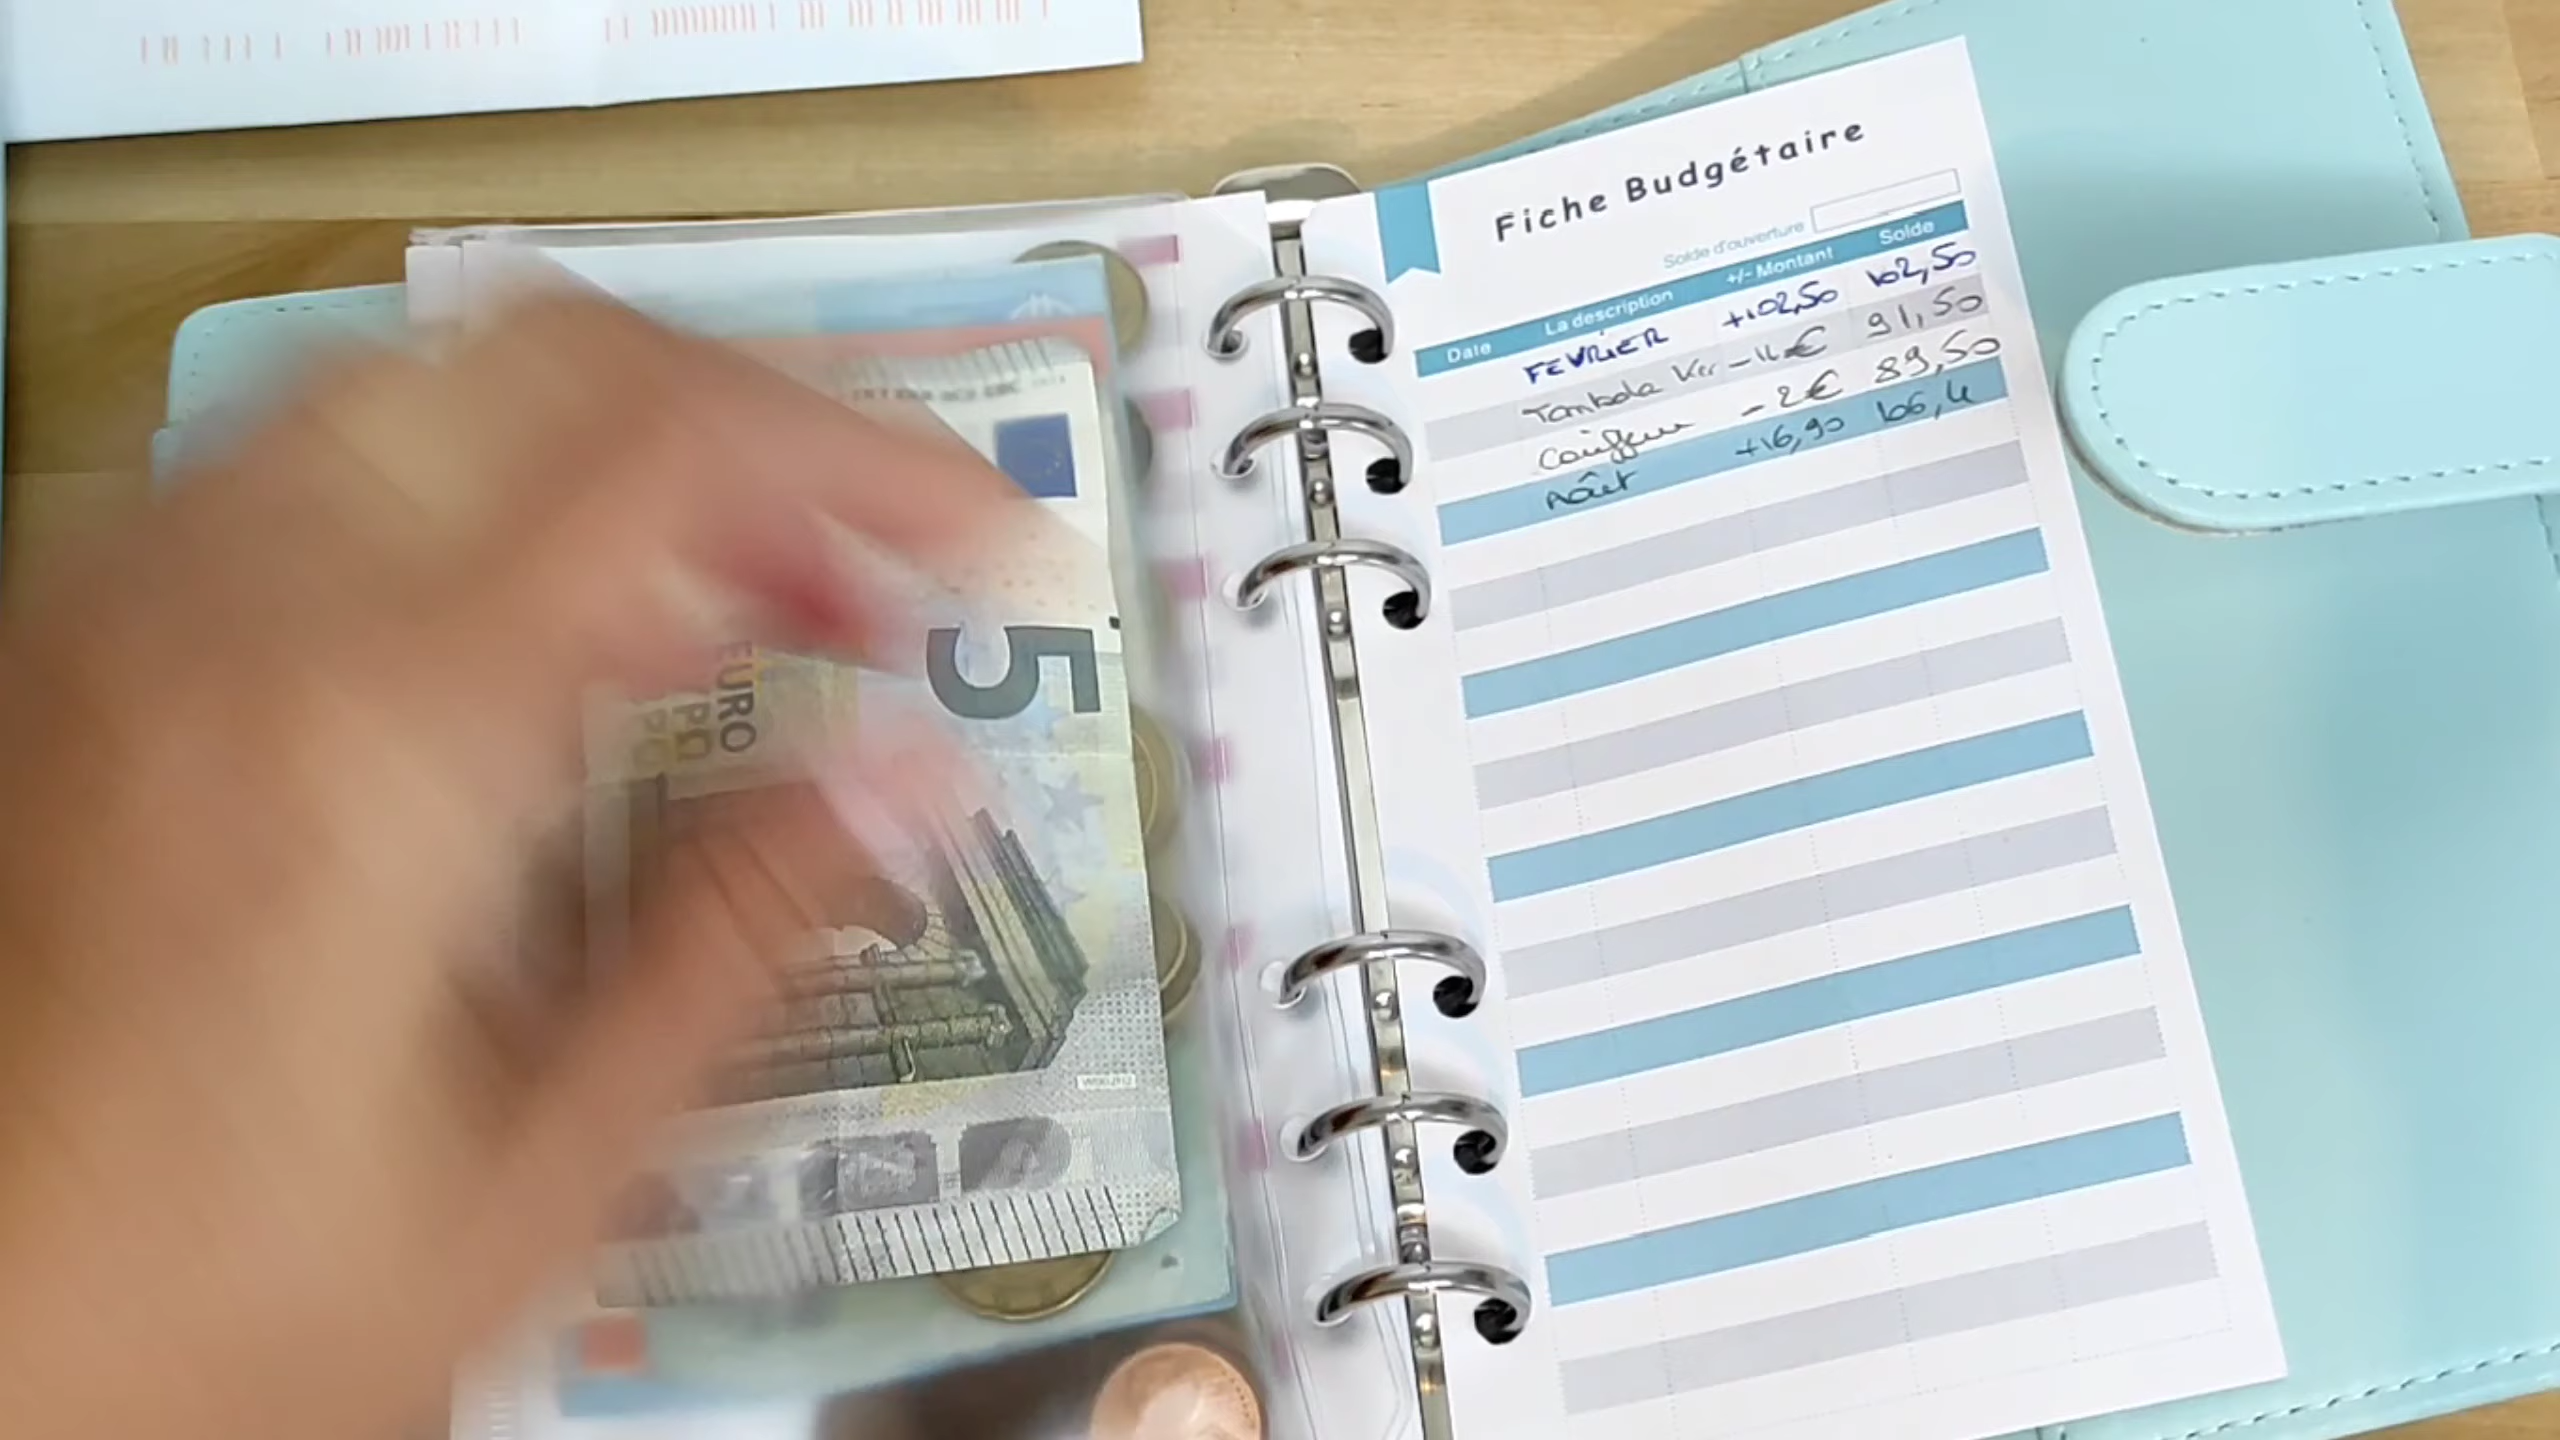 Fiche Budgétaire
Solde d'ouverture
Date La description +/- Montant Solde
FEVRIER +102,50 102,50
Tombola -11€ 91,50
Coiffeur -2€ 89,50
Août +16,90 106,4
5
EURO